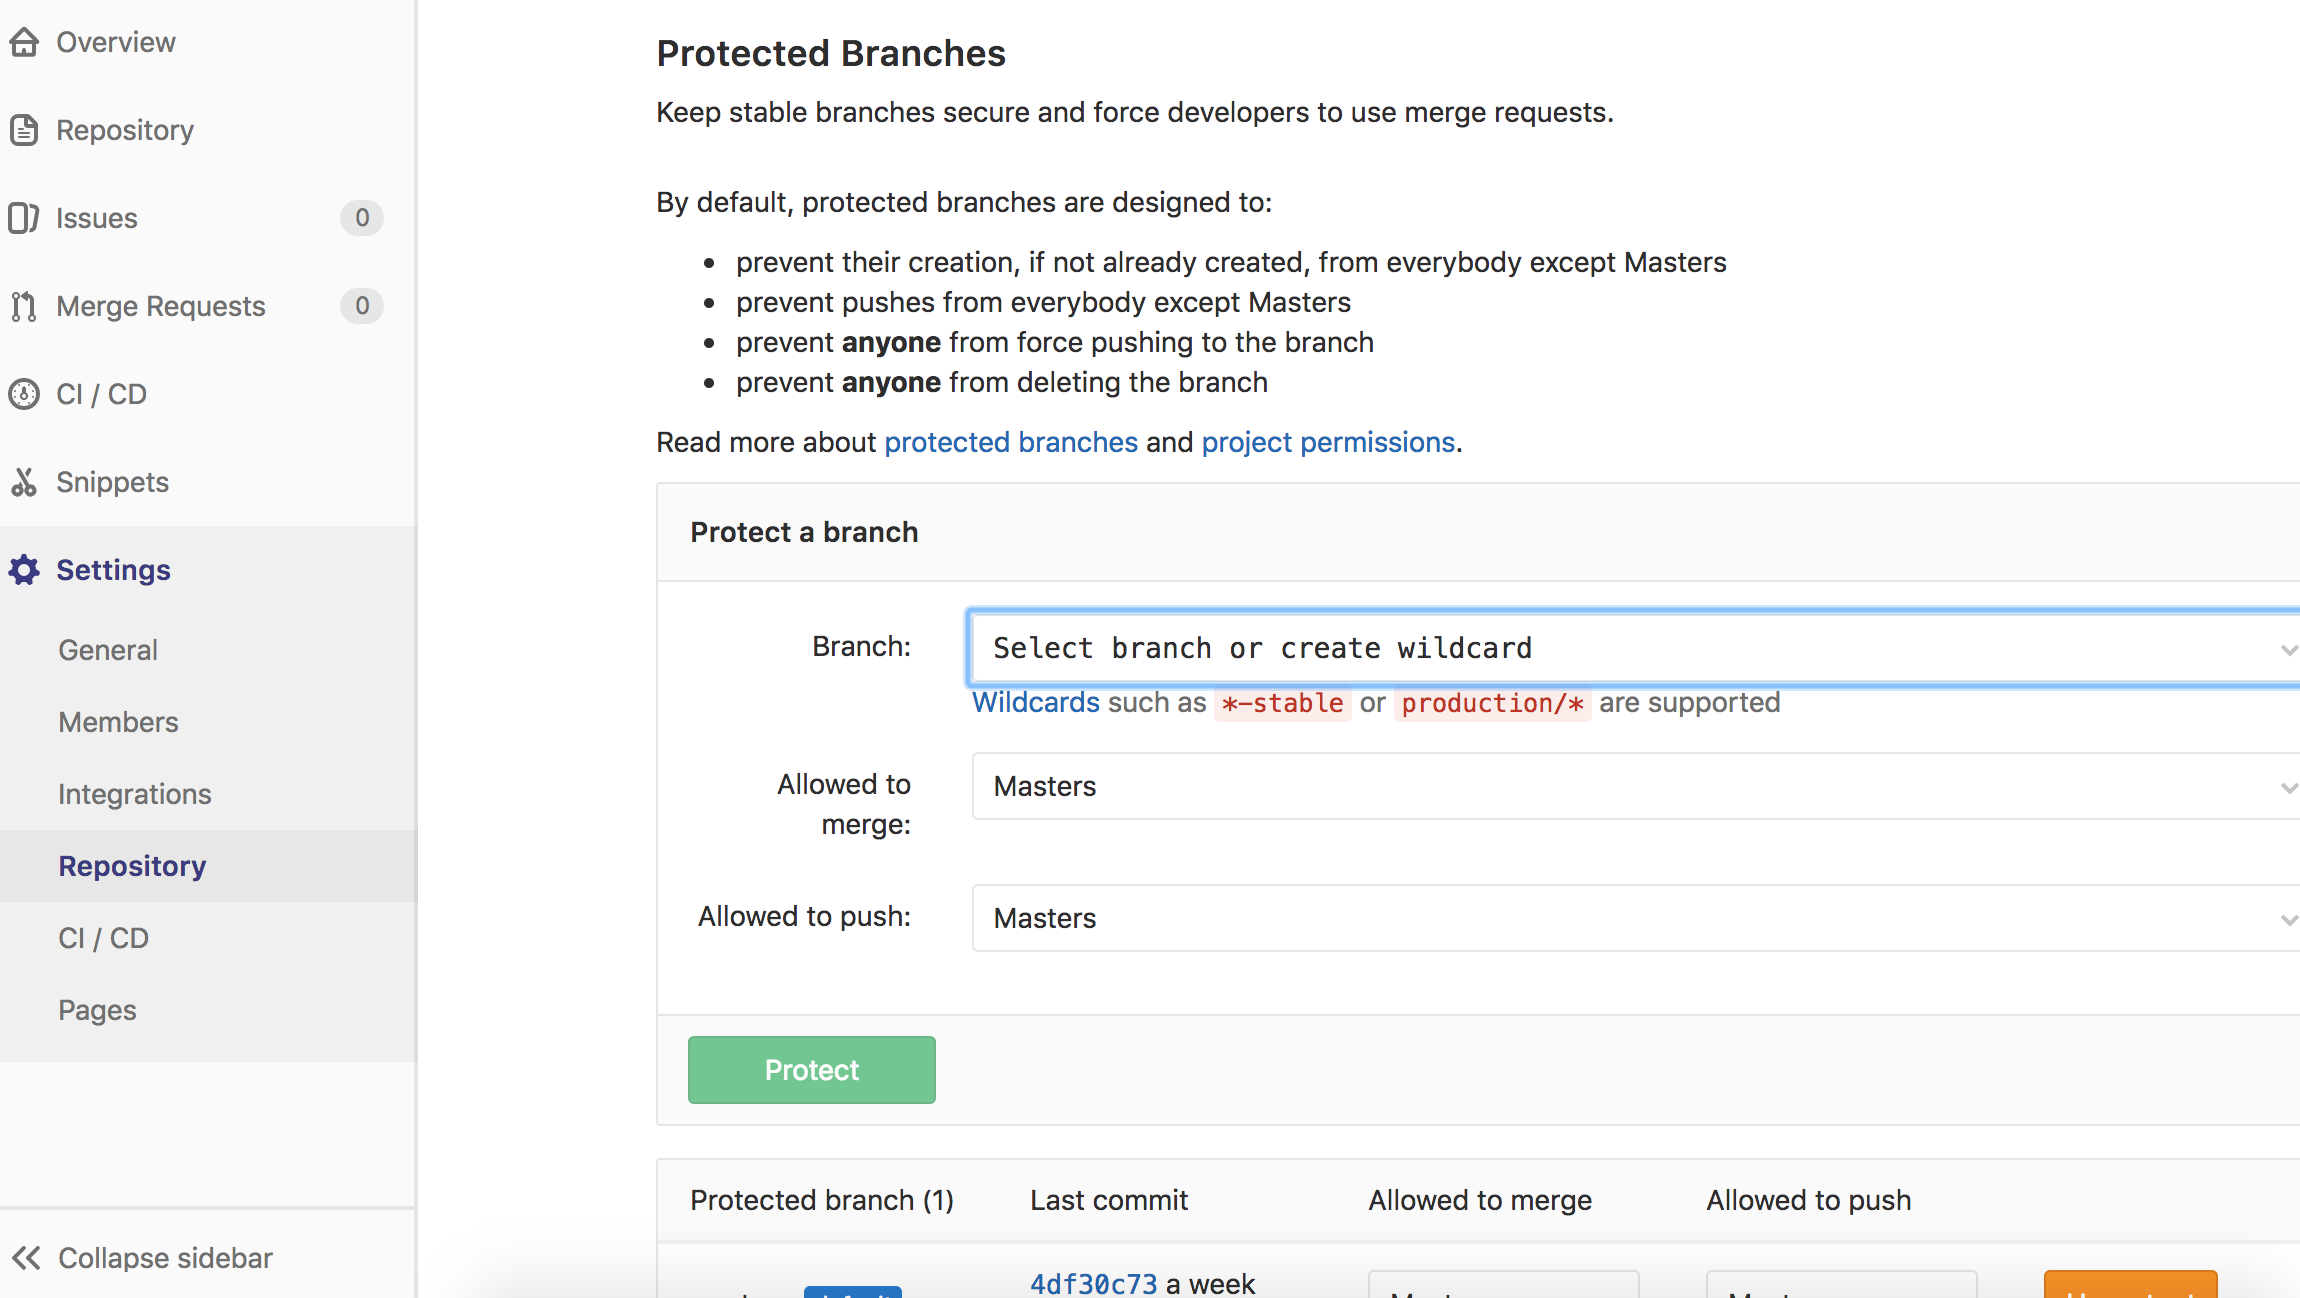 Overview
Repository
Issues 0
Merge Requests 0
CI / CD
Snippets
Settings
General
Members
Integrations
Repository
CI / CD
Pages
Collapse sidebar
Protected Branches
Keep stable branches secure and force developers to use merge requests.
By default, protected branches are designed to:
prevent their creation, if not already created, from everybody except Masters
prevent pushes from everybody except Masters
prevent anyone from force pushing to the branch
prevent anyone from deleting the branch
Read more about protected branches and project permissions.
Protect a branch
Branch: Select branch or create wildcard
Wildcards such as *-stable or production/* are supported
Allowed to
merge: Masters
Allowed to push: Masters
Protect
Protected branch (1) Last commit Allowed to merge Allowed to push
4df30c73 a week